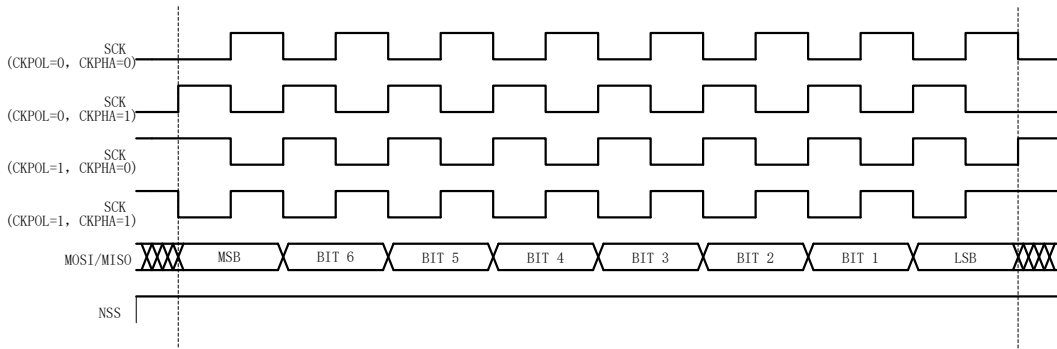 SCK
(CKPOL=0, CKPHA=0)
SCK
(CKPOL=0, CKPHA=1)
SCK
(CKPOL=1, CKPHA=0)
SCK
(CKPOL=1, CKPHA=1)
MOSI/MISO MSB BIT 6 BIT 5 BIT 4 BIT 3 BIT 2 BIT 1 LSB
NSS